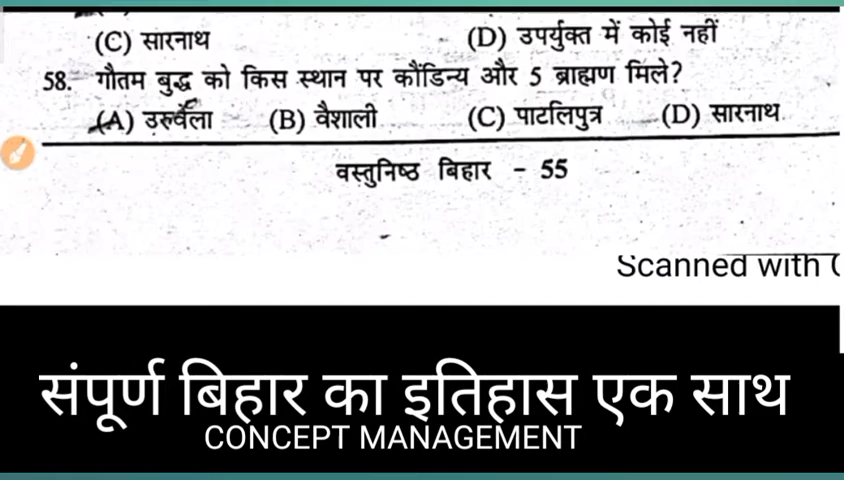 (C) सारनाथ (D) उपर्युक्त में कोई नहीं
58. गौतम बुद्ध को किस स्थान पर कौंडिन्य और 5 ब्राह्मण मिले?
(A) उरुवेला (B) वैशाली (C) पाटलिपुत्र (D) सारनाथ
वस्तुनिष्ठ बिहार - 55
Scanned with
संपूर्ण बिहार का इतिहास एक साथ
CONCEPT MANAGEMENT